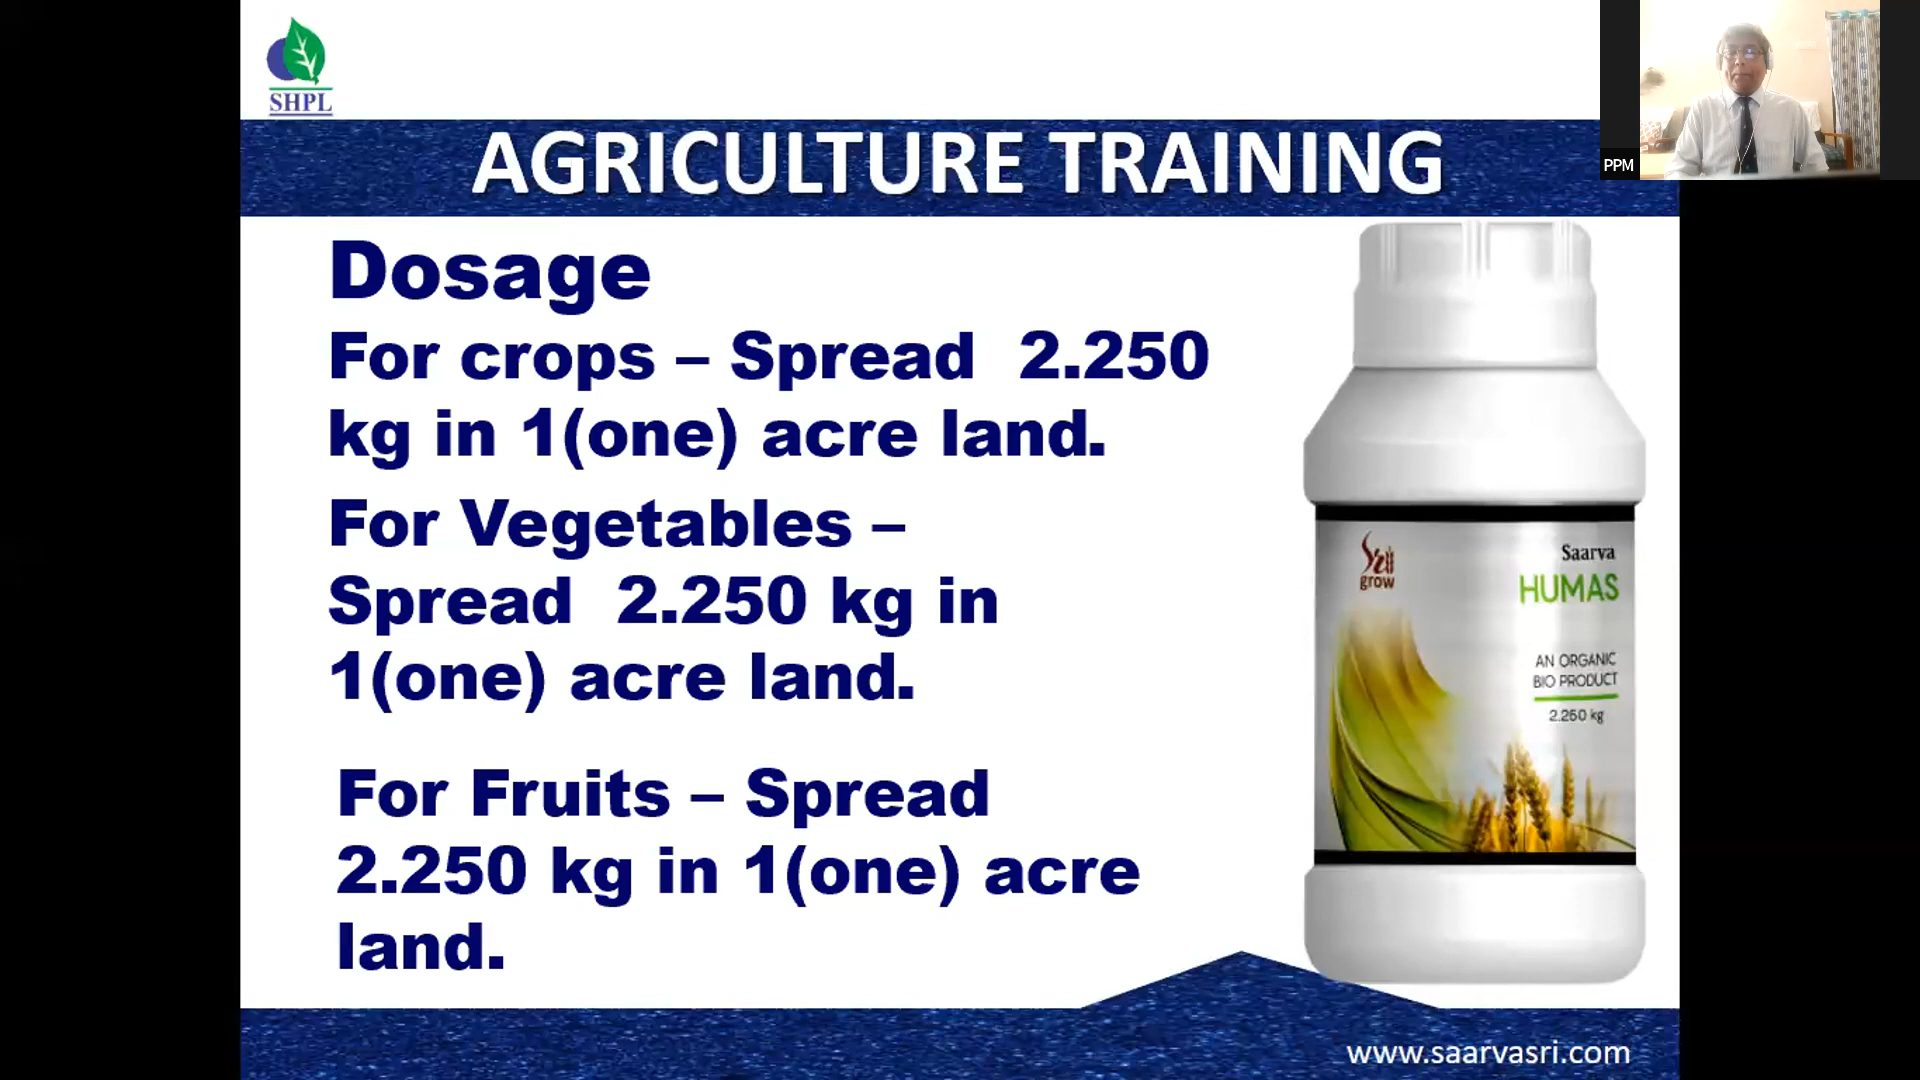 SHPL
AGRICULTURE TRAINING
PPM
Dosage
For crops – Spread 2.250
kg in 1(one) acre land.
For Vegetables –
Spread 2.250 kg in
1(one) acre land.
For Fruits – Spread
2.250 kg in 1(one) acre
land.
Sri
grow
Saarva
HUMAS
AN ORGANIC
BIO PRODUCT
2.250 kg
www.saarvasri.com